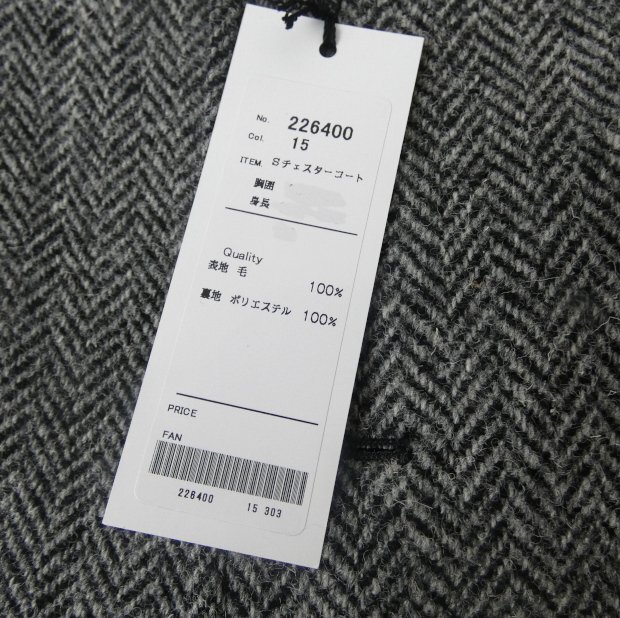 No. 226400
Col. 15
ITEM. Sチェスターコート
胸囲
身長
Quality
表地 毛 100%
裏地 ポリエステル 100%
PRICE
FAN
226400 15 303